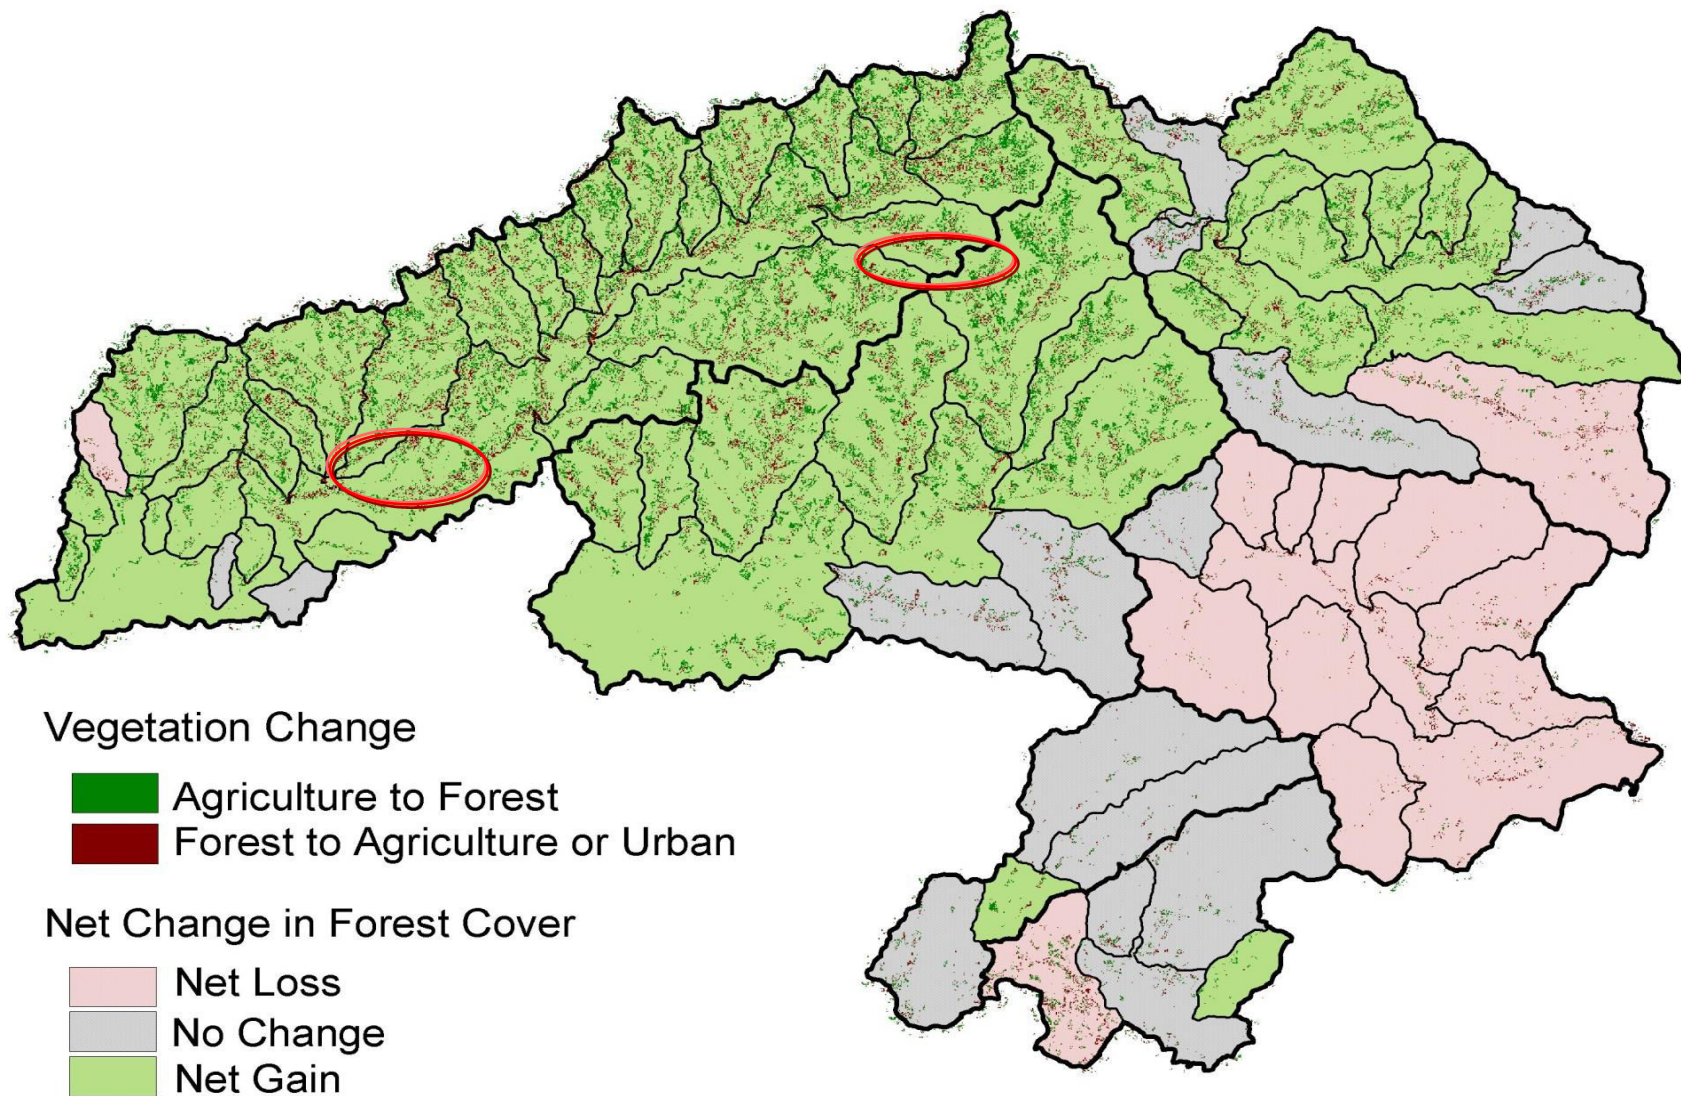 Vegetation Change
Agriculture to Forest
Forest to Agriculture or Urban
Net Change in Forest Cover
Net Loss
No Change
Net Gain